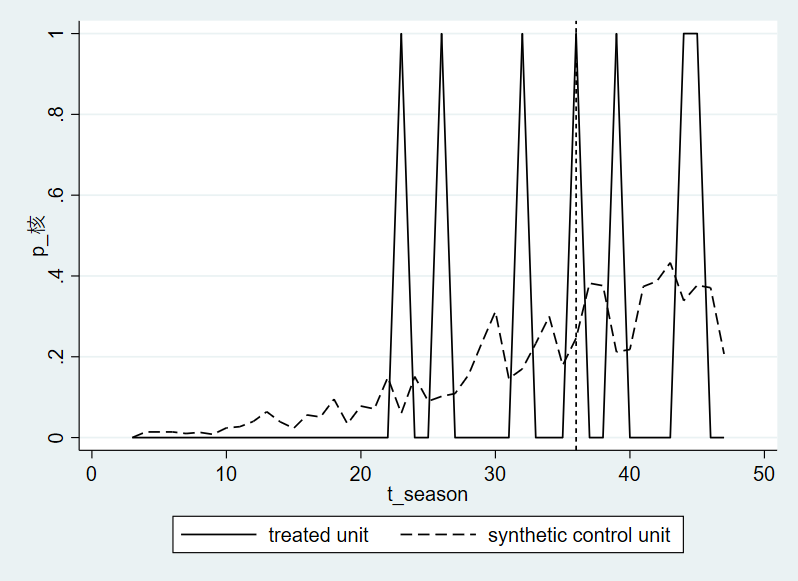 1
.8
.6
.4
.2
0
p_核
0 10 20 30 40 50
t_season
treated unit synthetic control unit